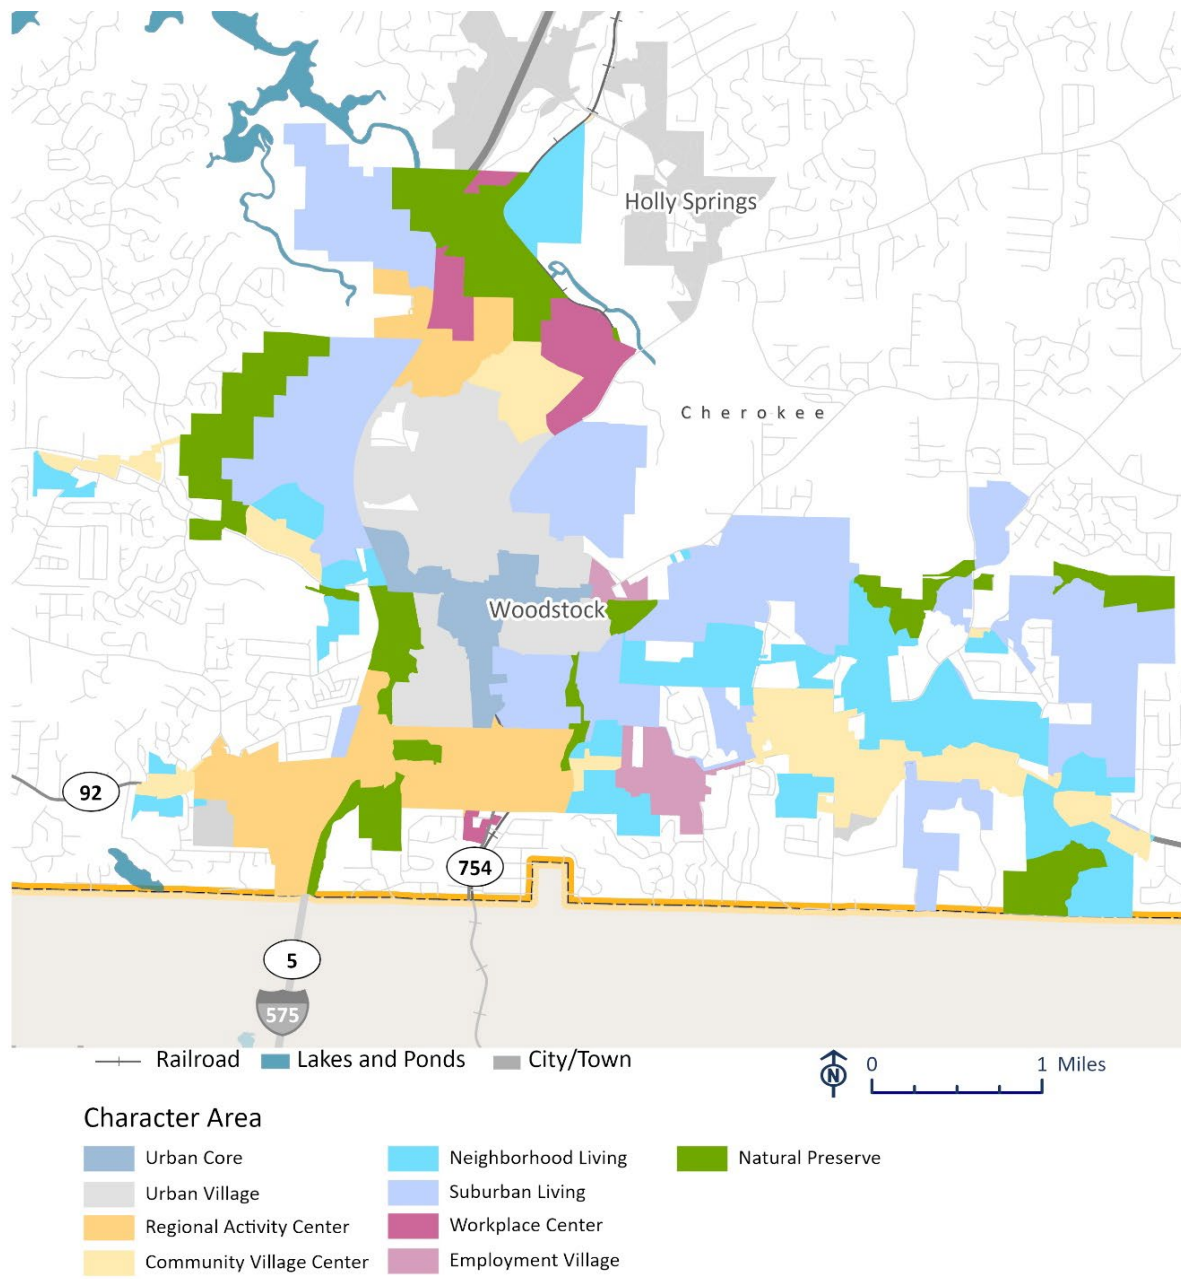 Holly Springs
Cherokee
Woodstock
92
754
5
575
Railroad
Lakes and Ponds
City/Town
N
0
1 Miles
Character Area
Urban Core
Neighborhood Living
Natural Preserve
Urban Village
Suburban Living
Regional Activity Center
Workplace Center
Community Village Center
Employment Village